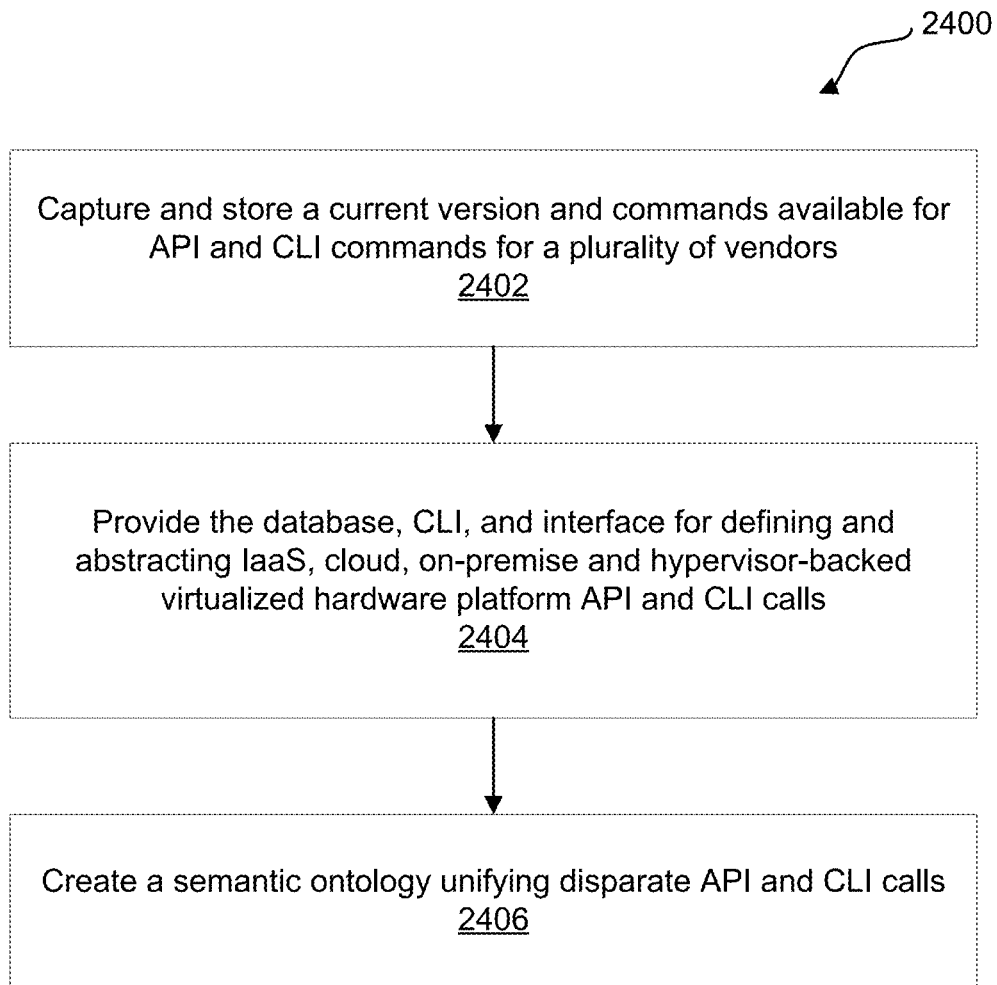 2400
Capture and store a current version and commands available for
API and CLI commands for a plurality of vendors
2402
Provide the database, CLI, and interface for defining and
abstracting IaaS, cloud, on-premise and hypervisor-backed
virtualized hardware platform API and CLI calls
2404
Create a semantic ontology unifying disparate API and CLI calls
2406